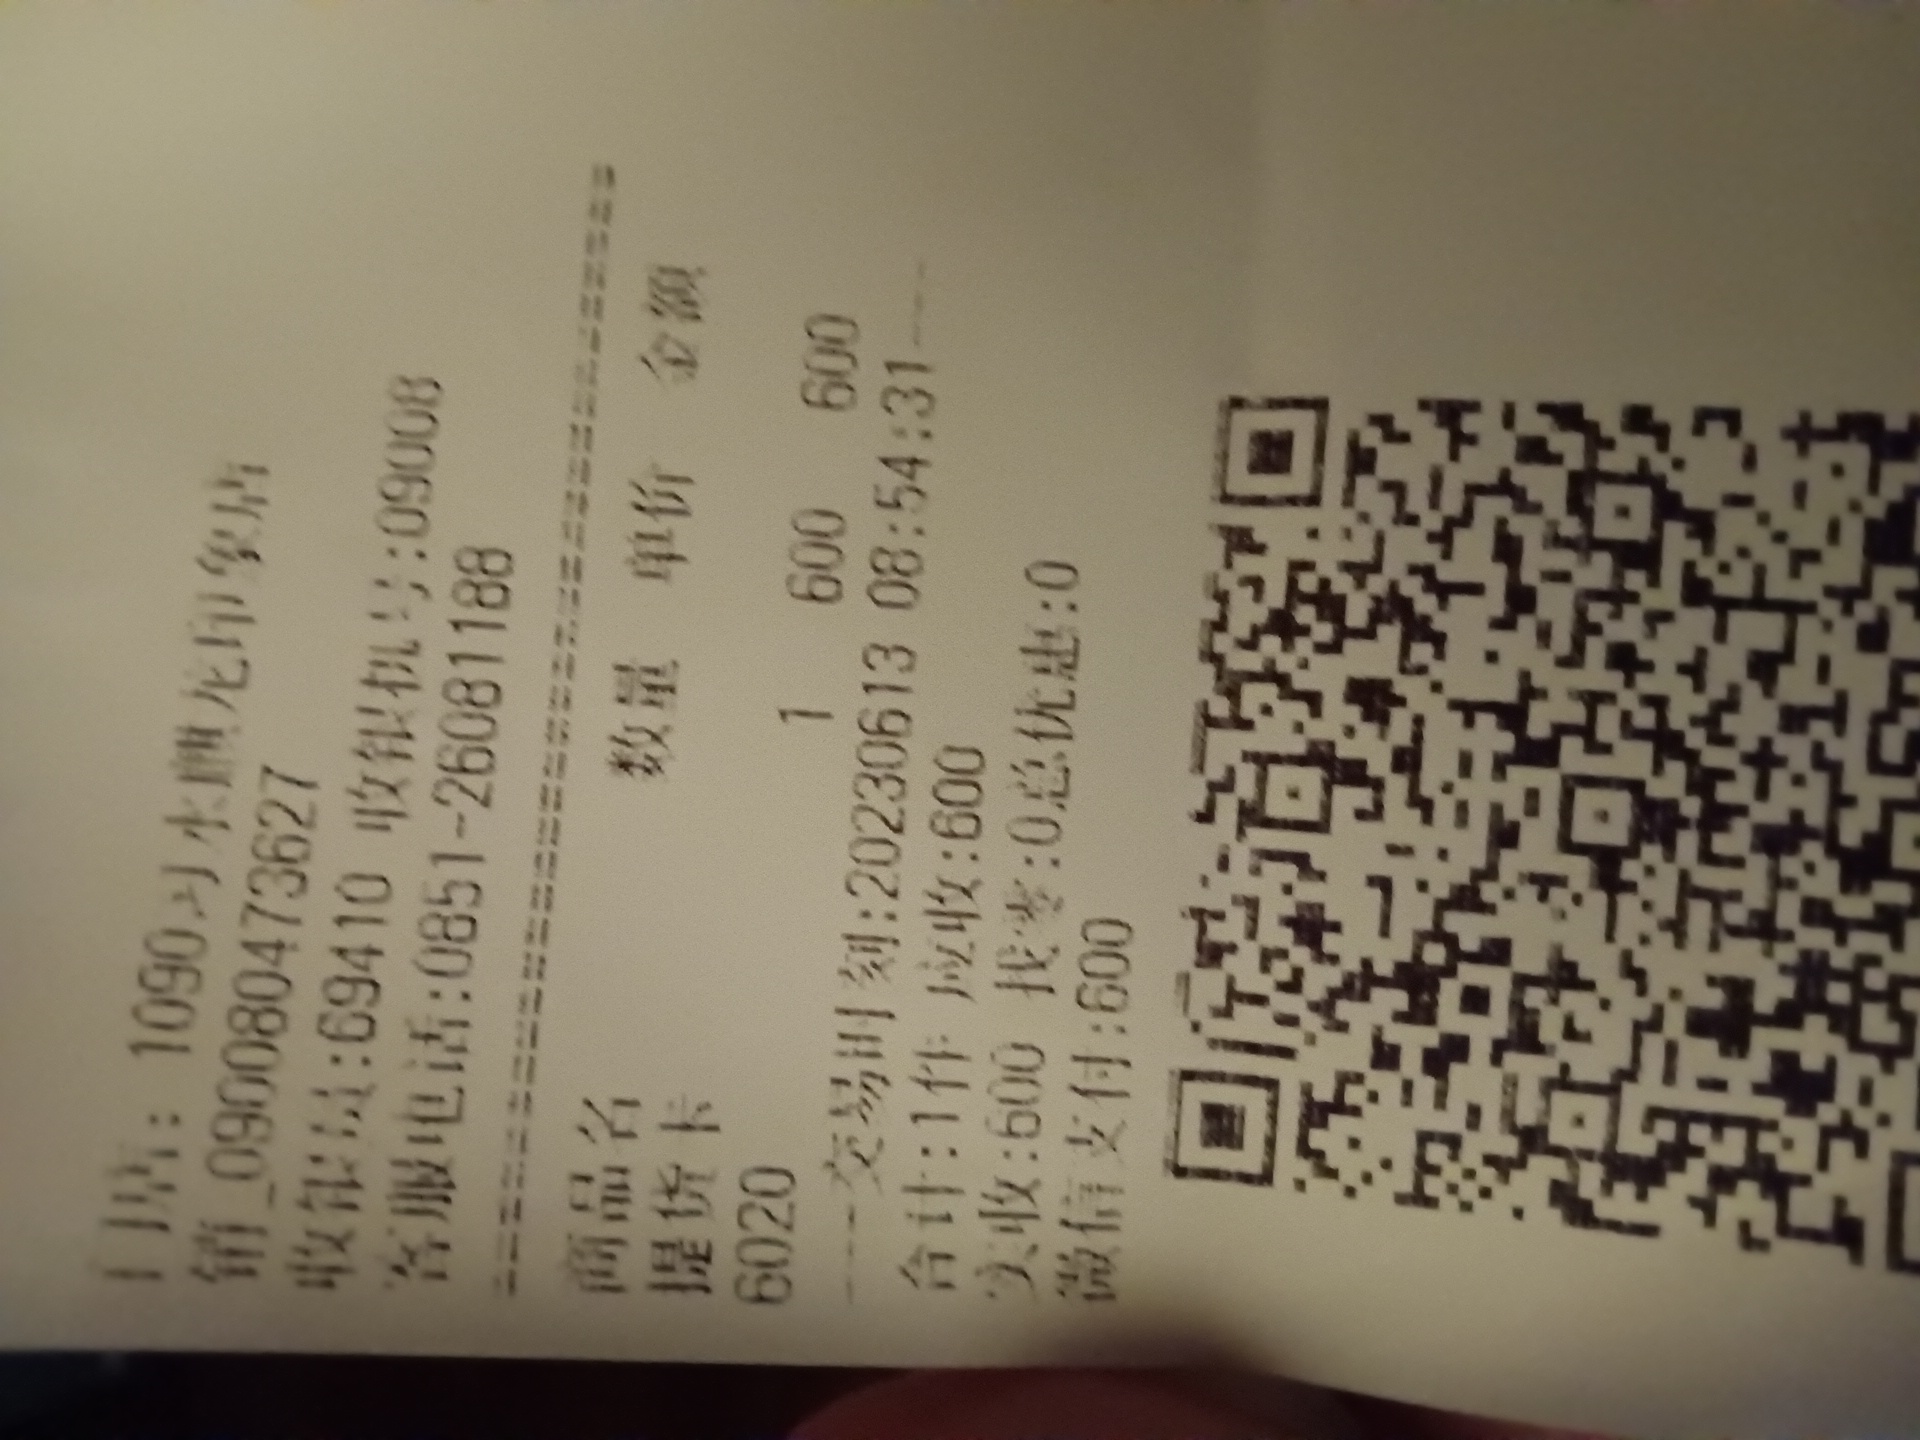 门店: 1090习水麒龙印象店
销_090080473627
收银员:69410 收银机号:09008
客服电话:0851-26081188
商品名 数量 单价 金额
提货卡
6020 1 600 600
---交易时刻:20230613 08:54:31---
合计:1件 应收:600
实收:600 找零:0总优惠:0
微信支付:600